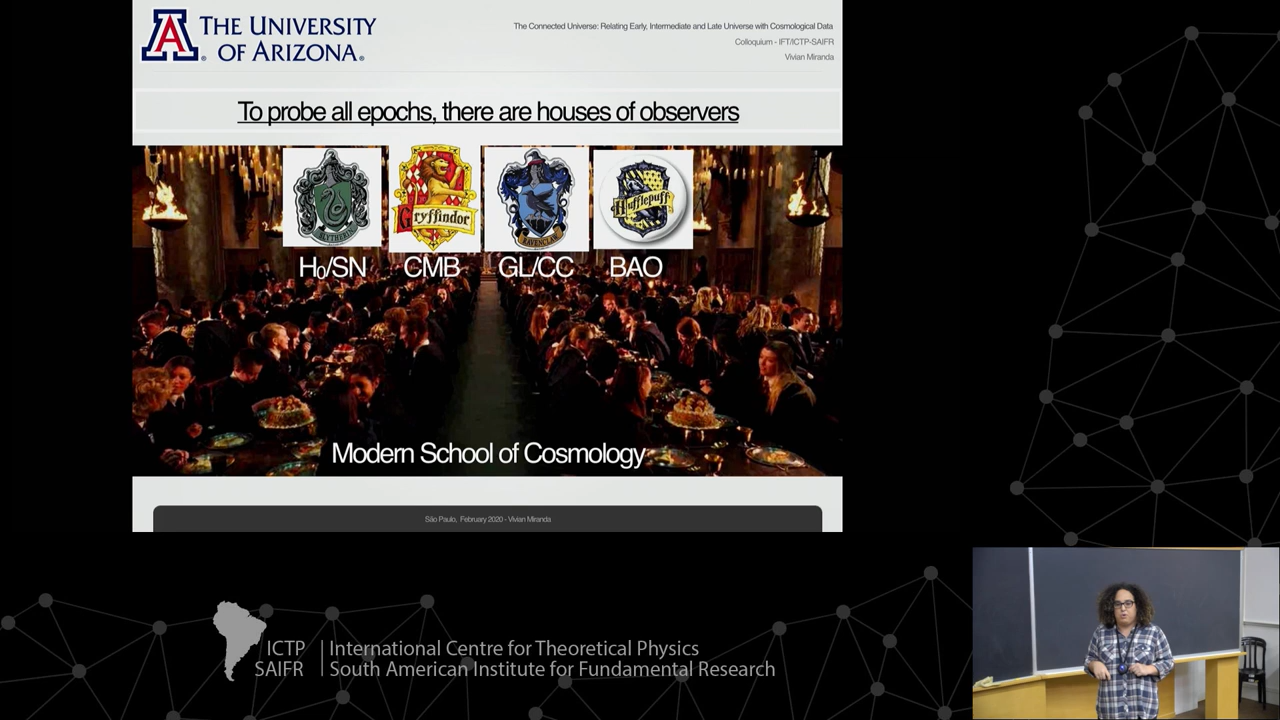 THE UNIVERSITY
OF ARIZONA
The Connected Universe: Relating Early, Intermediate and Late Universe with Cosmological Data
Colloquium - IFT/ICTP-SAIFR
Vivian Miranda
To probe all epochs, there are houses of observers
SLYTHERIN
Gryffindor
RAVENCLAW
Hufflepuff
H₀/SN
CMB
GL/CC
BAO
Modern School of Cosmology
São Paulo, February 2020 - Vivian Miranda
ICTP
SAIFR
International Centre for Theoretical Physics
South American Institute for Fundamental Research